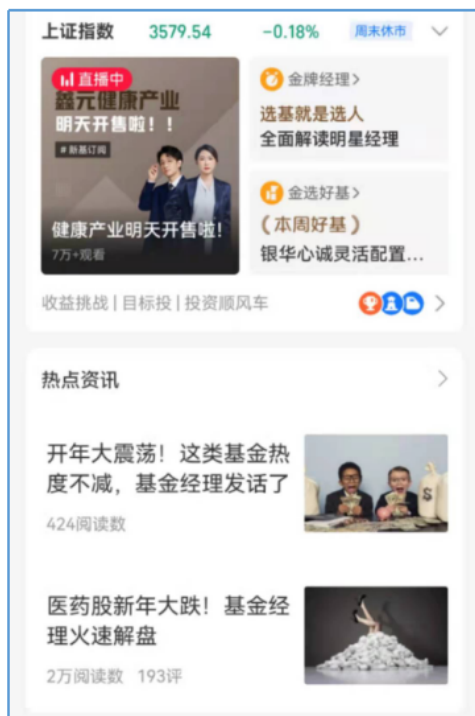 上证指数 3579.54 -0.18% 周末休市
直播中
鑫元健康产业
明天开售啦！！
#新基订阅
健康产业明天开售啦!
7万+观看
金牌经理>
选基就是选人
全面解读明星经理
金选好基>
（本周好基）
银华心诚灵活配置...
收益挑战 | 目标投 | 投资顺风车
热点资讯
开年大震荡！这类基金热
度不减，基金经理发话了
424阅读数
$
医药股新年大跌！基金经
理火速解盘
2万阅读数 193评